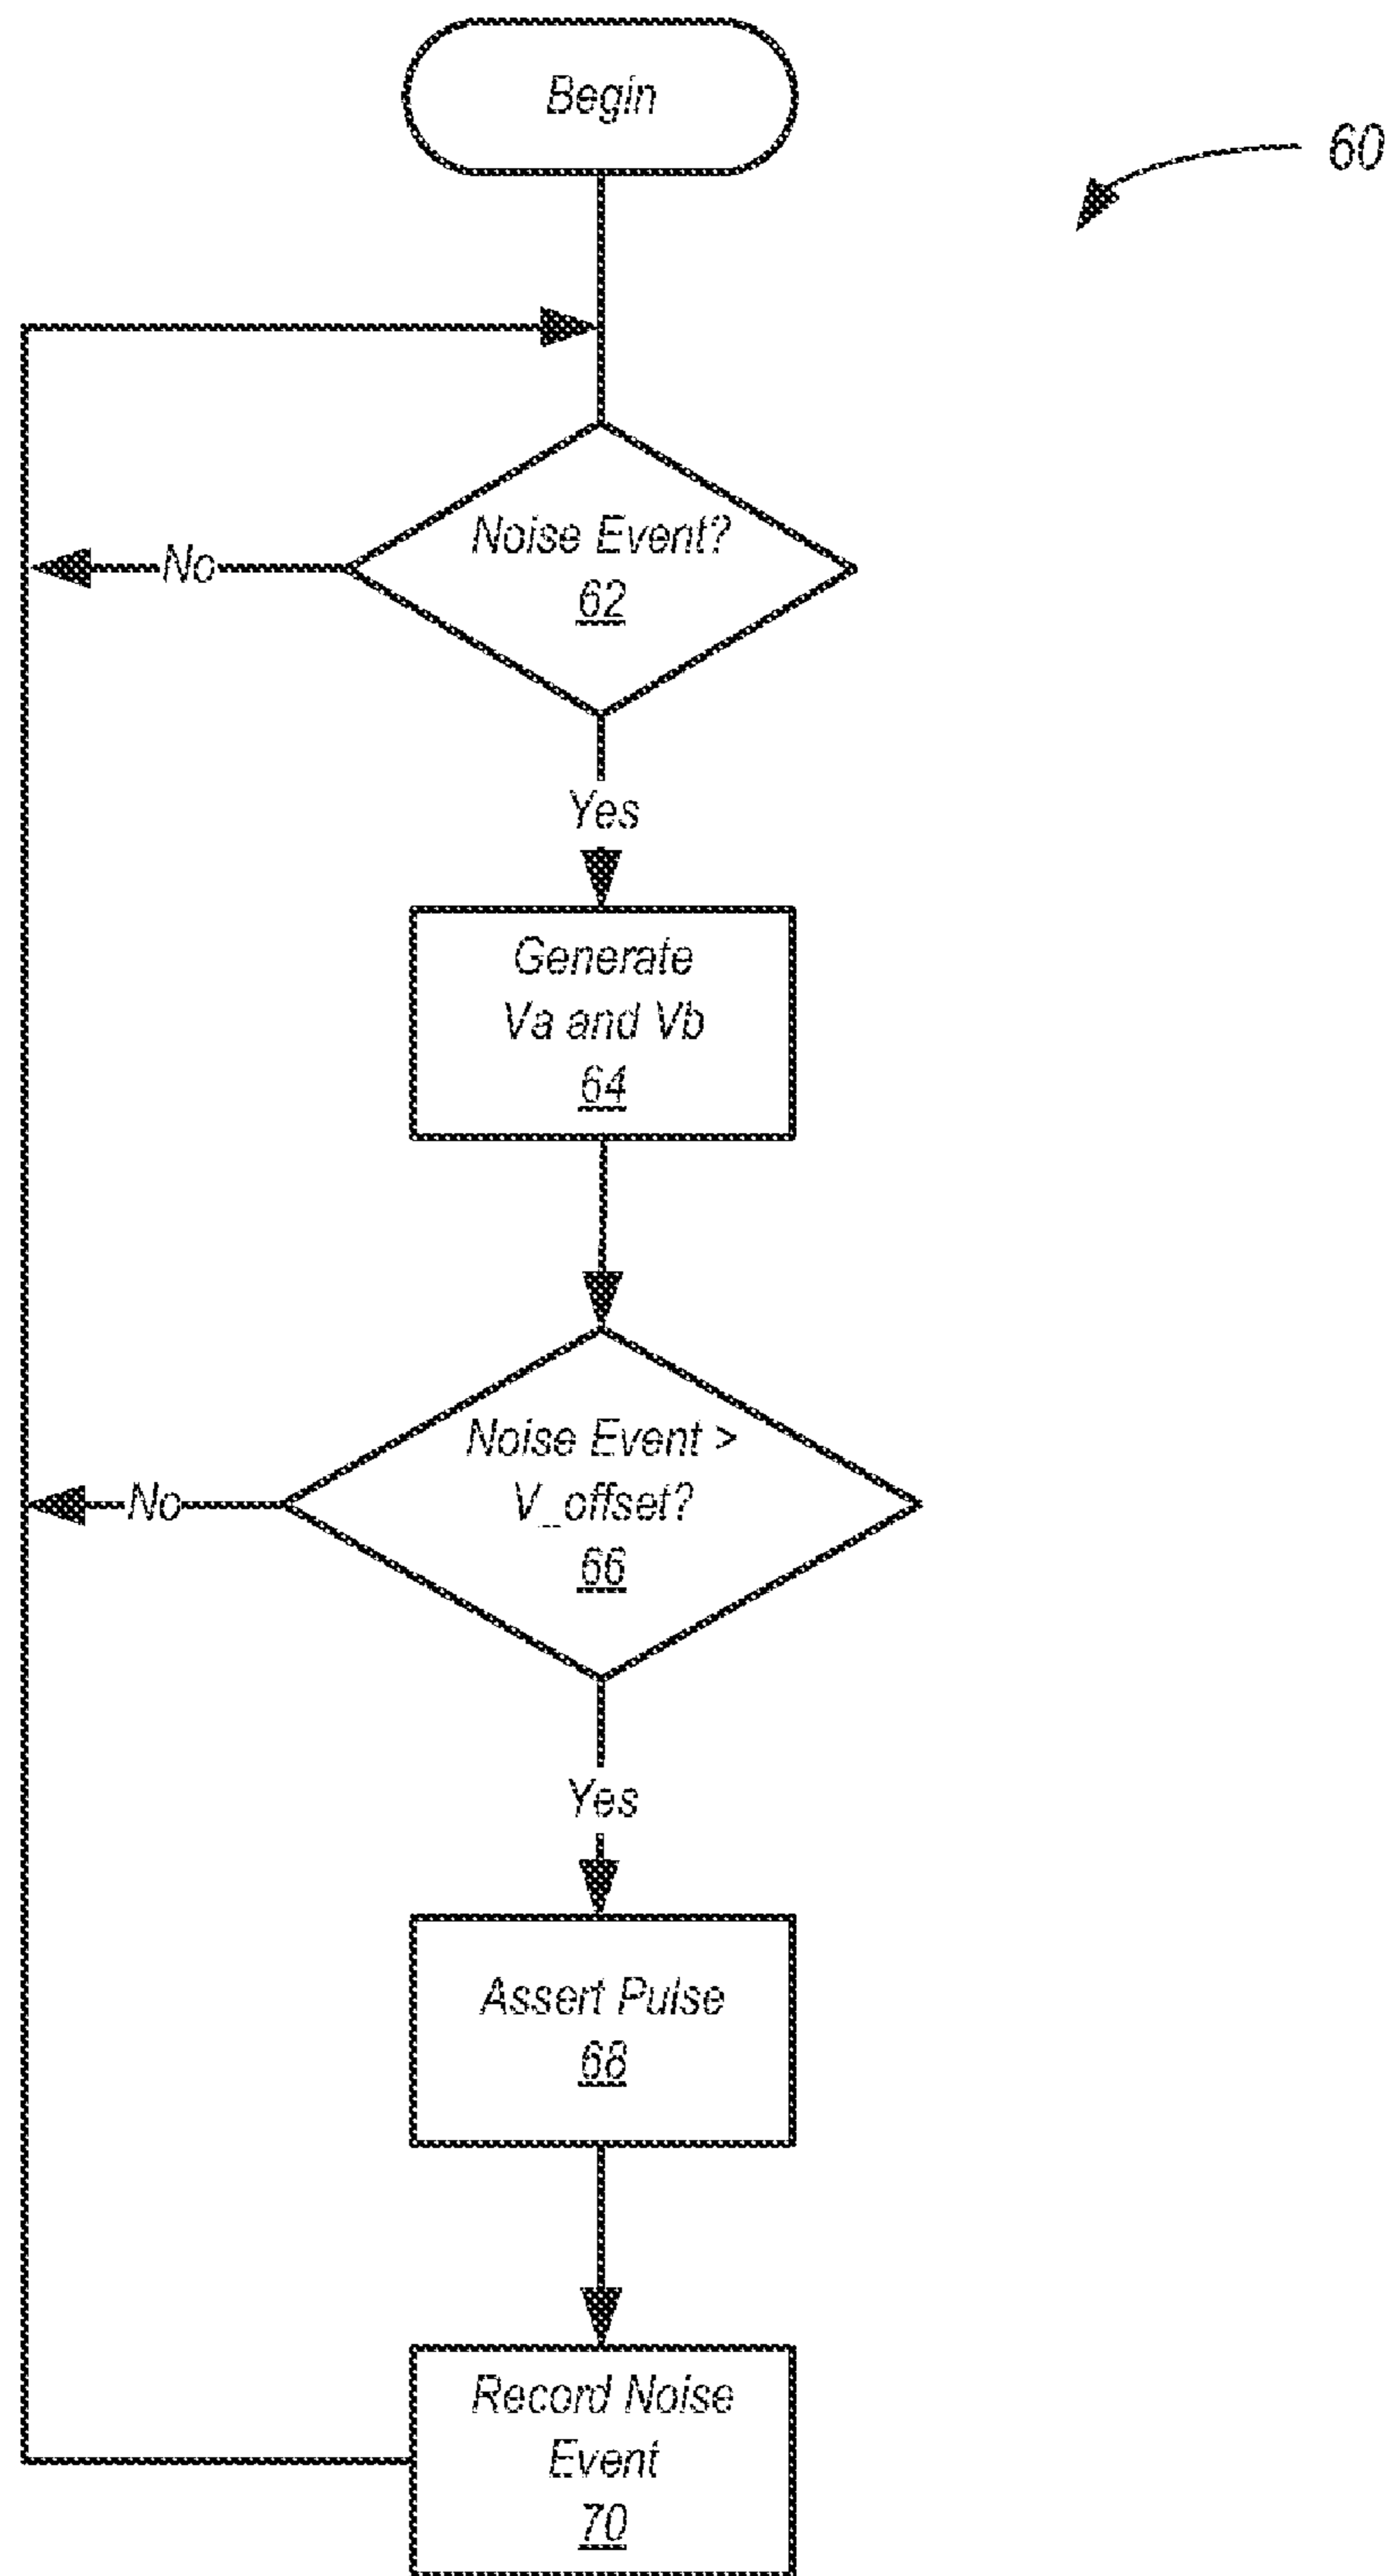 Begin
60
Noise Event?
62
No
Yes
Generate
Va and Vb
64
Noise Event >
V_offset?
66
No
Yes
Assert Pulse
68
Record Noise
Event
70